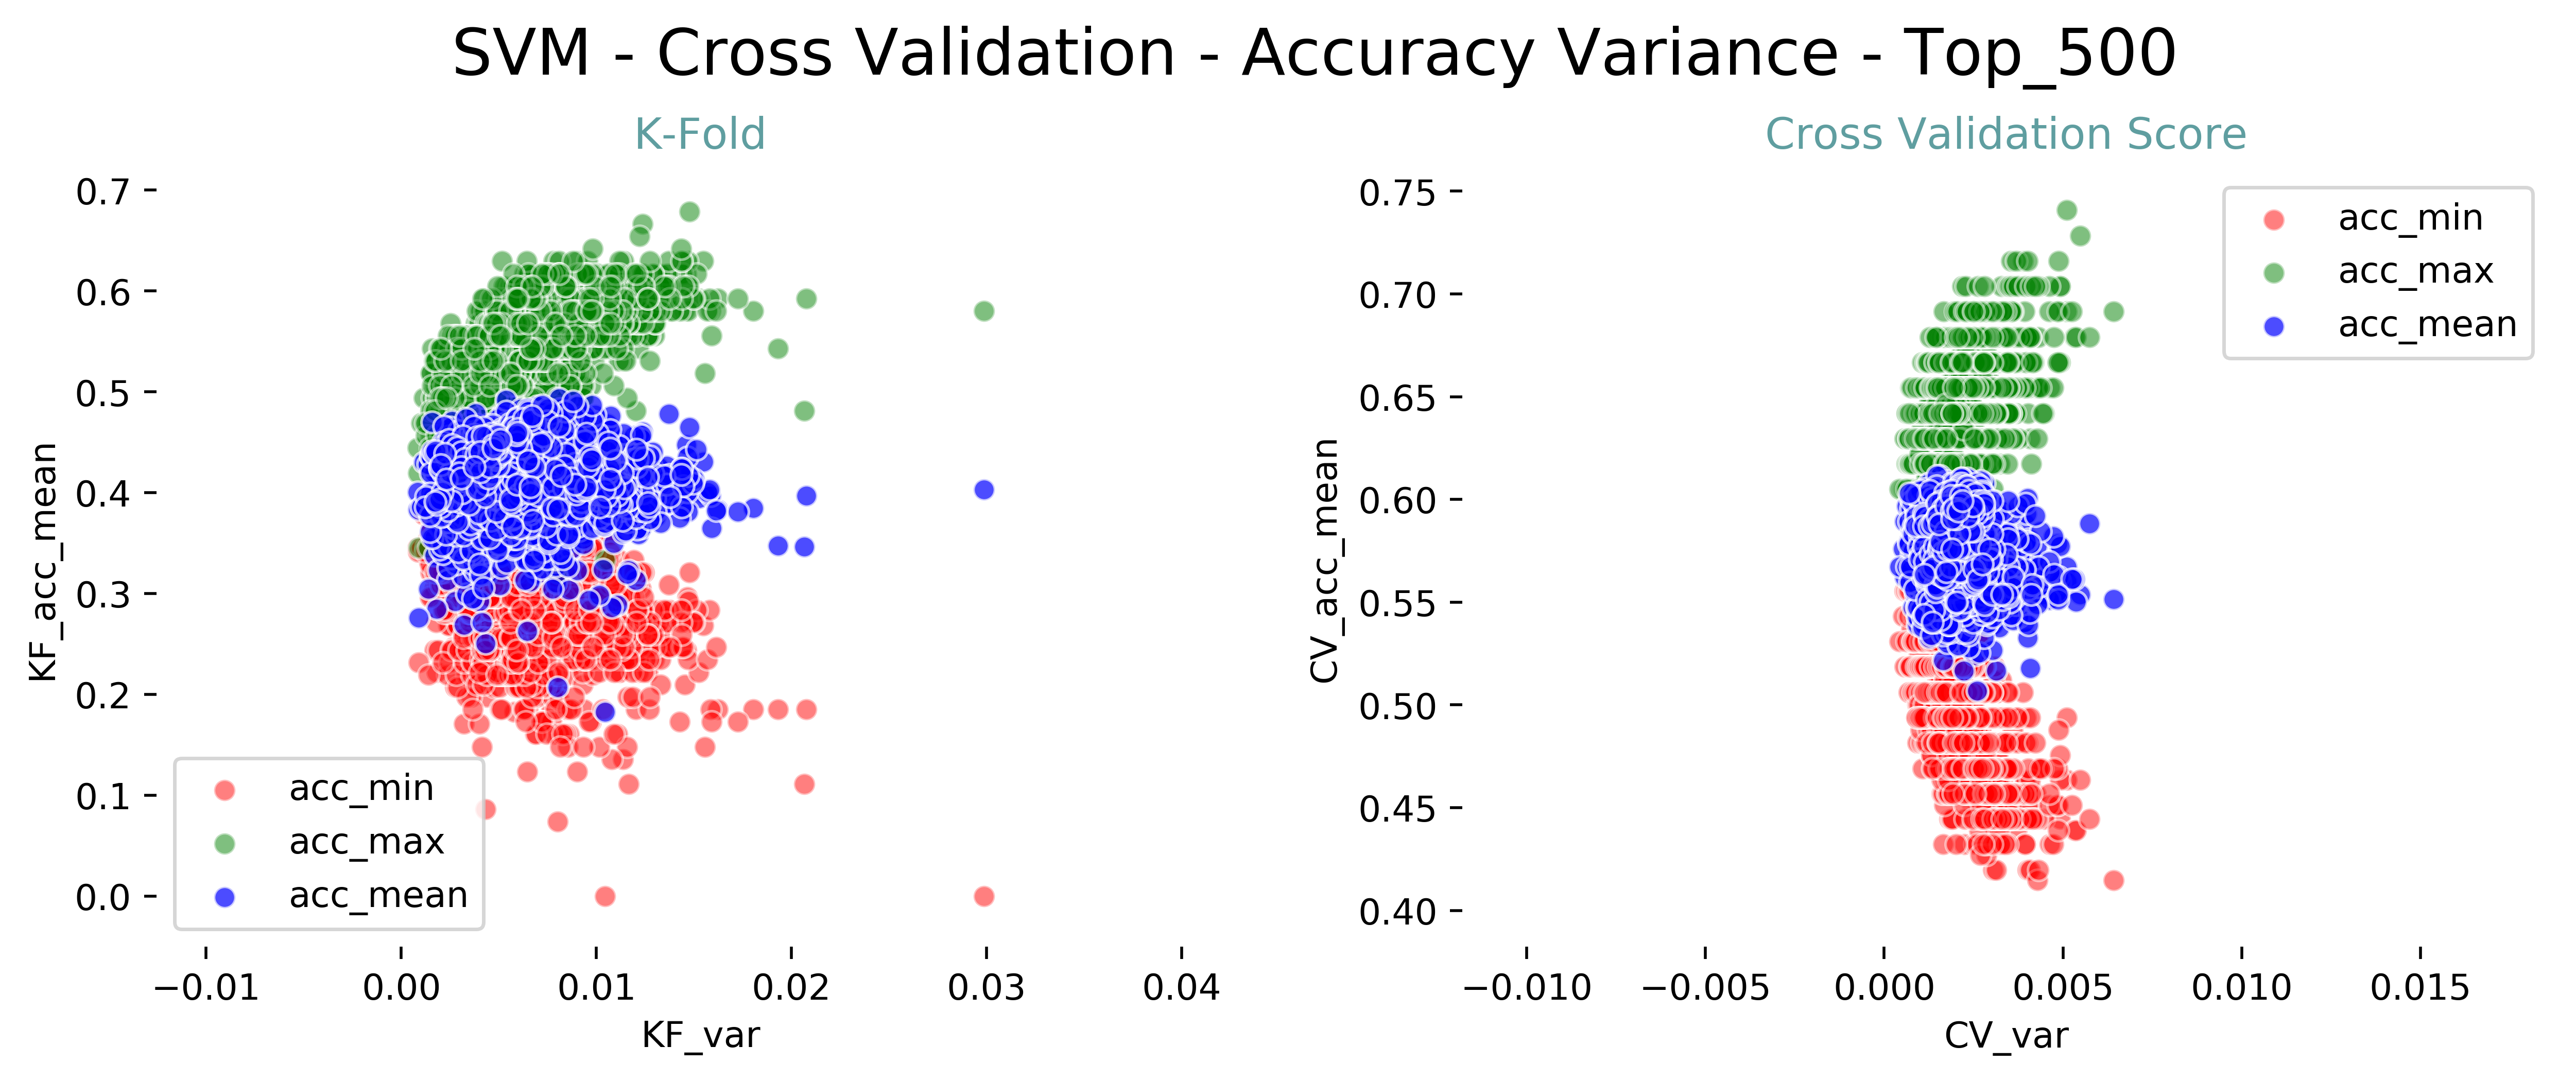 SVM - Cross Validation - Accuracy Variance - Top_500
K-Fold
KF_acc_mean
0.7
0.6
0.5
0.4
0.3
0.2
0.1
0.0
acc_min
acc_max
acc_mean
−0.01 0.00 0.01 0.02 0.03 0.04
KF_var
Cross Validation Score
CV_acc_mean
0.75
0.70
0.65
0.60
0.55
0.50
0.45
0.40
acc_min
acc_max
acc_mean
−0.010 −0.005 0.000 0.005 0.010 0.015
CV_var